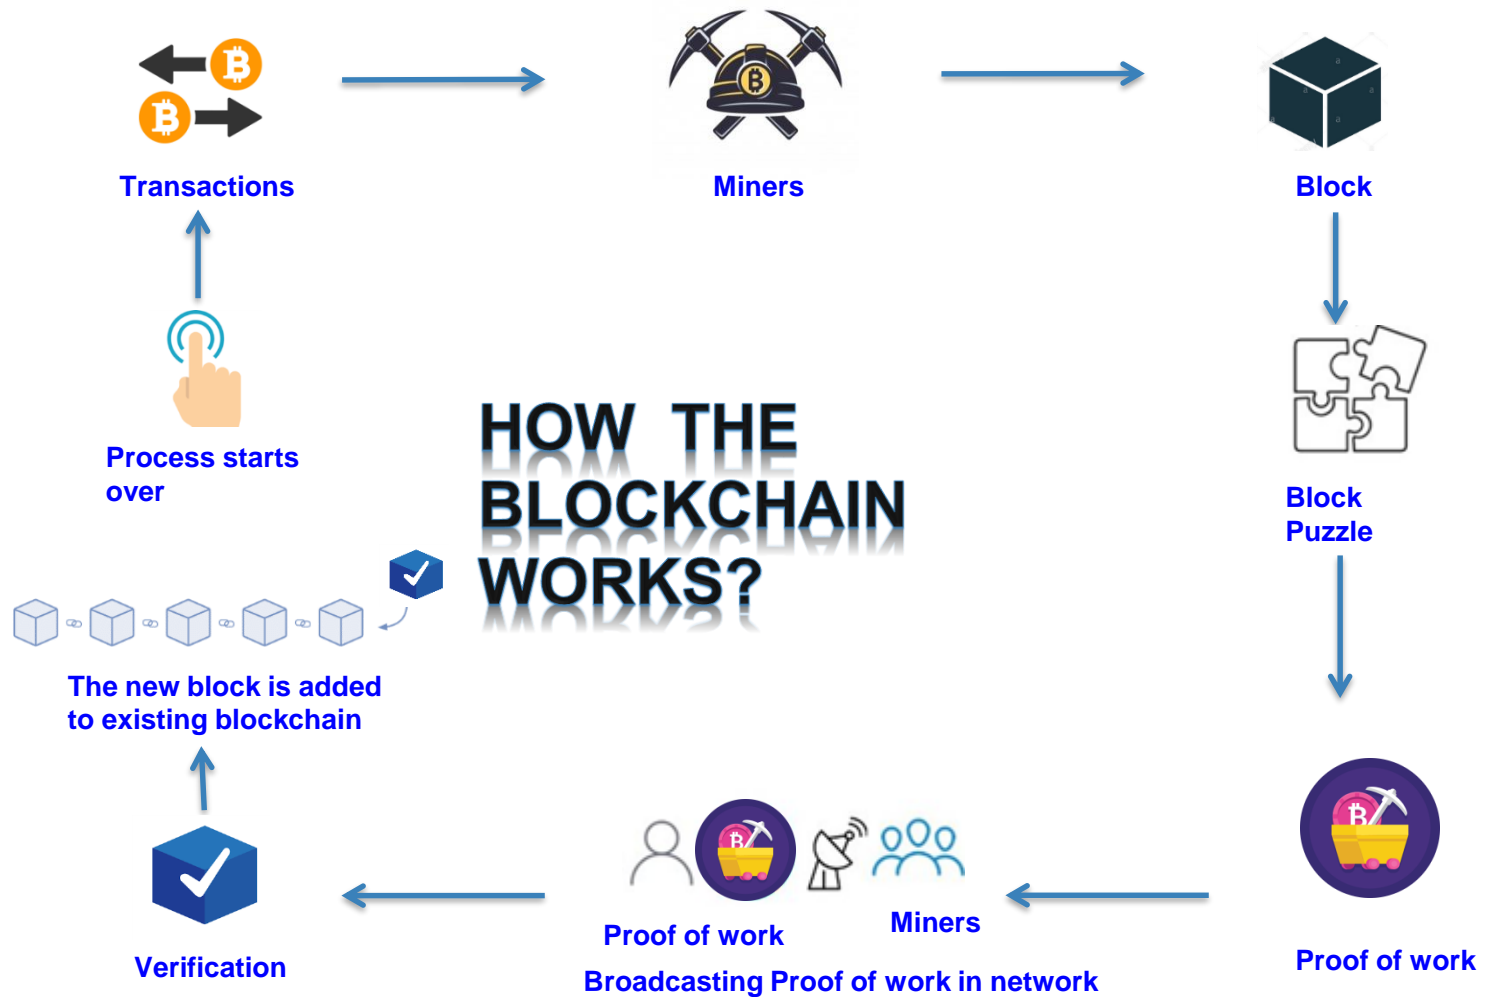 Transactions
Miners
Block
Process starts
over
HOW THE
BLOCKCHAIN
WORKS?
Block
Puzzle
The new block is added
to existing blockchain
Verification
Proof of work
Miners
Broadcasting Proof of work in network
Proof of work